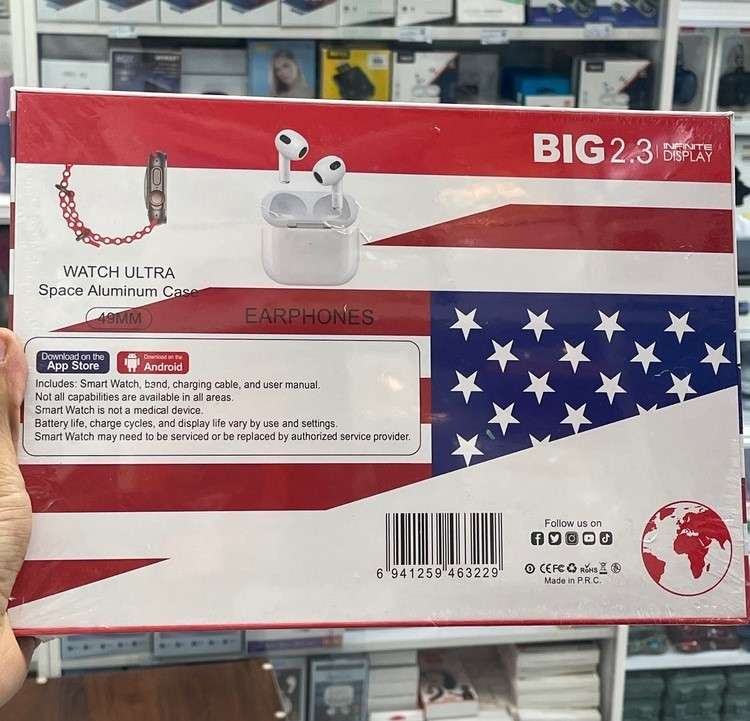 BIG 2.3 INFINITE DISPLAY
WATCH ULTRA
Space Aluminum Case
49MM
EARPHONES
Download on the App Store
Download on the Android
Includes: Smart Watch, band, charging cable, and user manual.
Not all capabilities are available in all areas.
Smart Watch is not a medical device.
Battery life, charge cycles, and display life vary by use and settings.
Smart Watch may need to be serviced or be replaced by authorized service provider.
6 941259 463229
Follow us on
CE FC RoHS
Made in P.R.C.